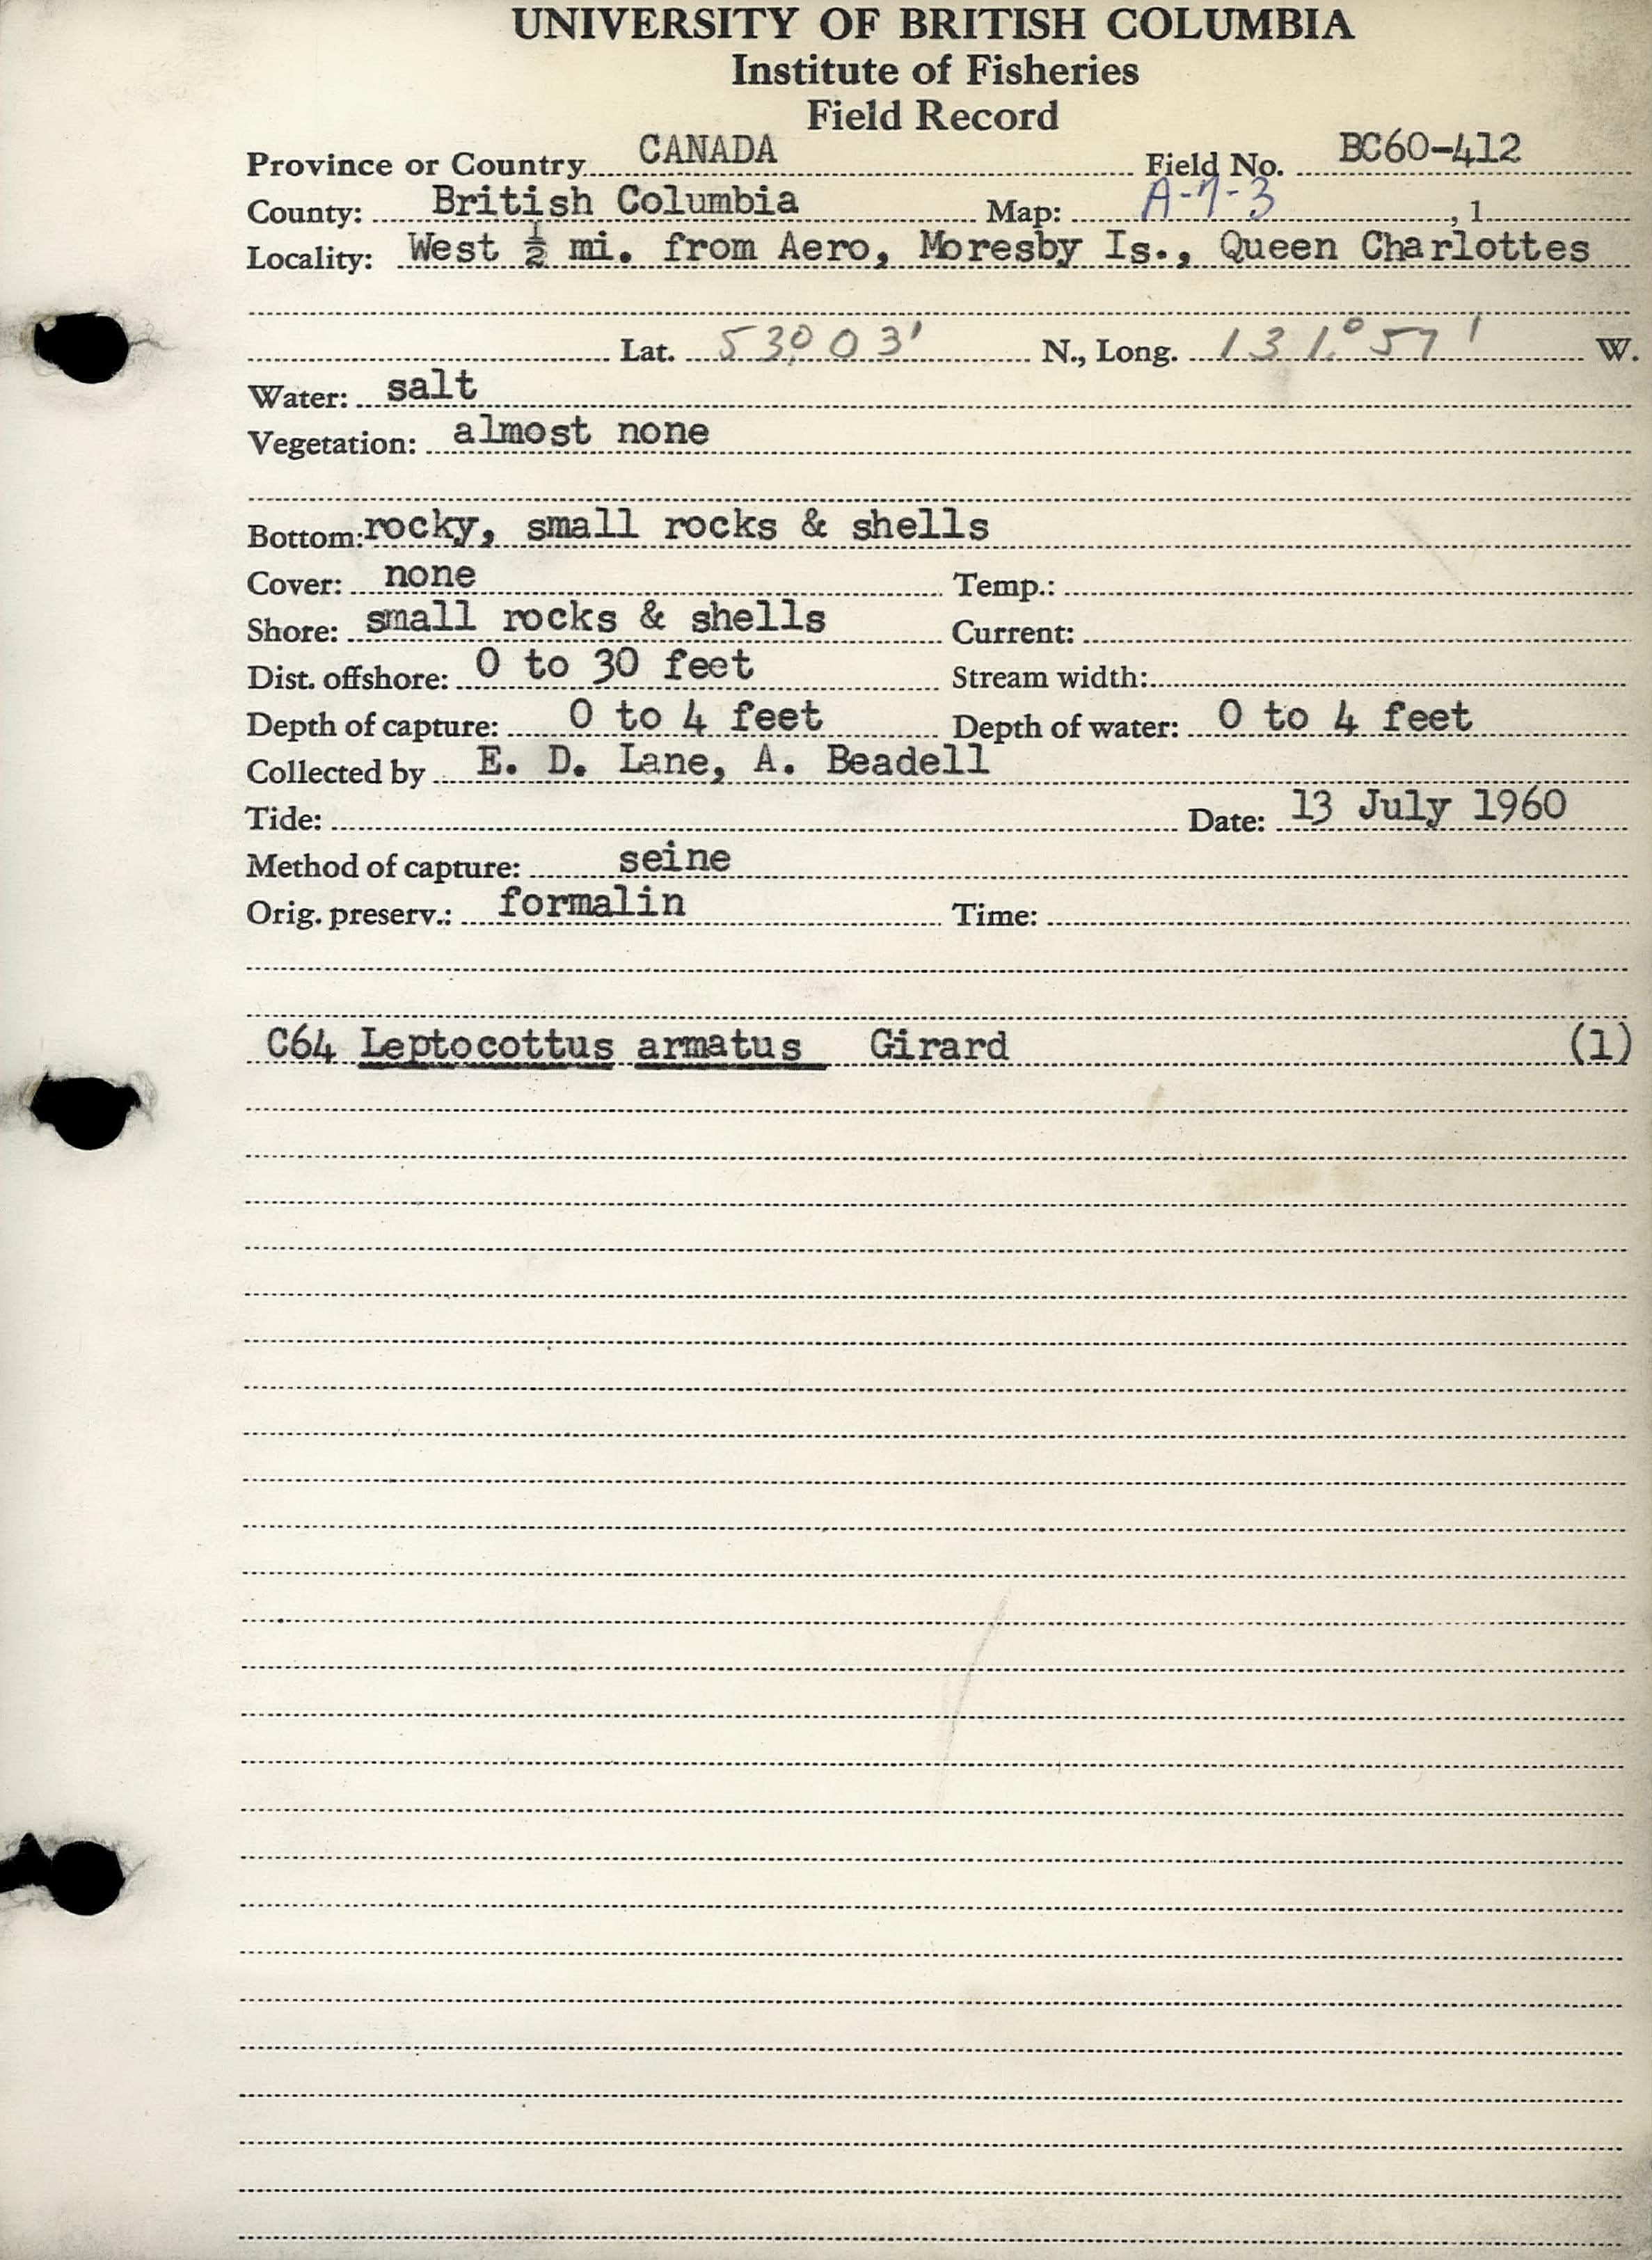 UNIVERSITY OF BRITISH COLUMBIA
Institute of Fisheries
Field Record
Province or Country CANADA Field No. BC60-412
County: British Columbia Map: A-7-3, 1
Locality: West ½ mi. from Aero, Moresby Is., Queen Charlottes
Lat. 53° 03' N., Long. 131° 57' W.
Water: salt
Vegetation: almost none
Bottom: rocky, small rocks & shells
Cover: none Temp.:
Shore: small rocks & shells Current:
Dist. offshore: 0 to 30 feet Stream width:
Depth of capture: 0 to 4 feet Depth of water: 0 to 4 feet
Collected by E. D. Lane, A. Beadell
Tide: Date: 13 July 1960
Method of capture: seine
Orig. preserv.: formalin Time:
C64 Leptocottus armatus Girard (1)